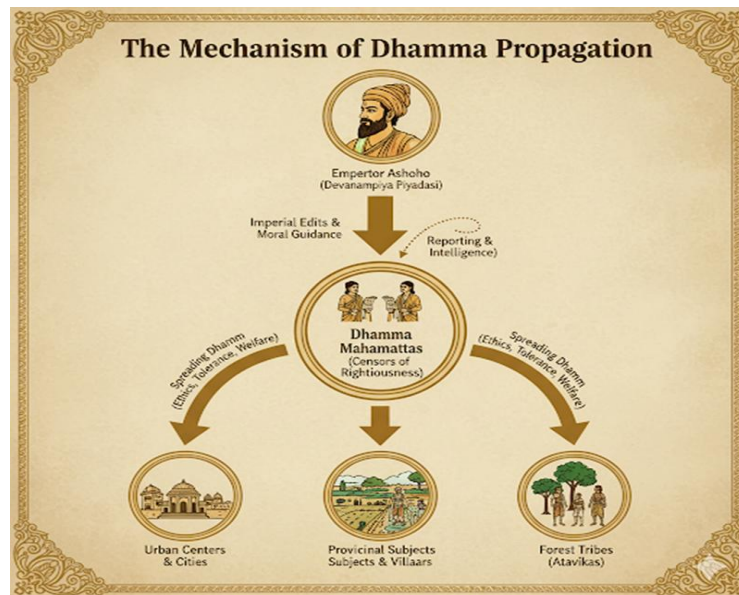 The Mechanism of Dhamma Propagation
Empertor Ashoho
(Devanampiya Piyadasi)
Imperial Edits &
Moral Guidance
Reporting &
Intelligence)
Dhamma
Mahamattas
(Censors of
Rightiousness)
Spreading Dhamm
(Ethics, Tolerance, Welfare)
Spreading Dhamm
(Ethics, Tolerance, Welfare)
Urban Centers
& Cities
Provicinal Subjects
Subjects & Villaars
Forest Tribes
(Atavikas)